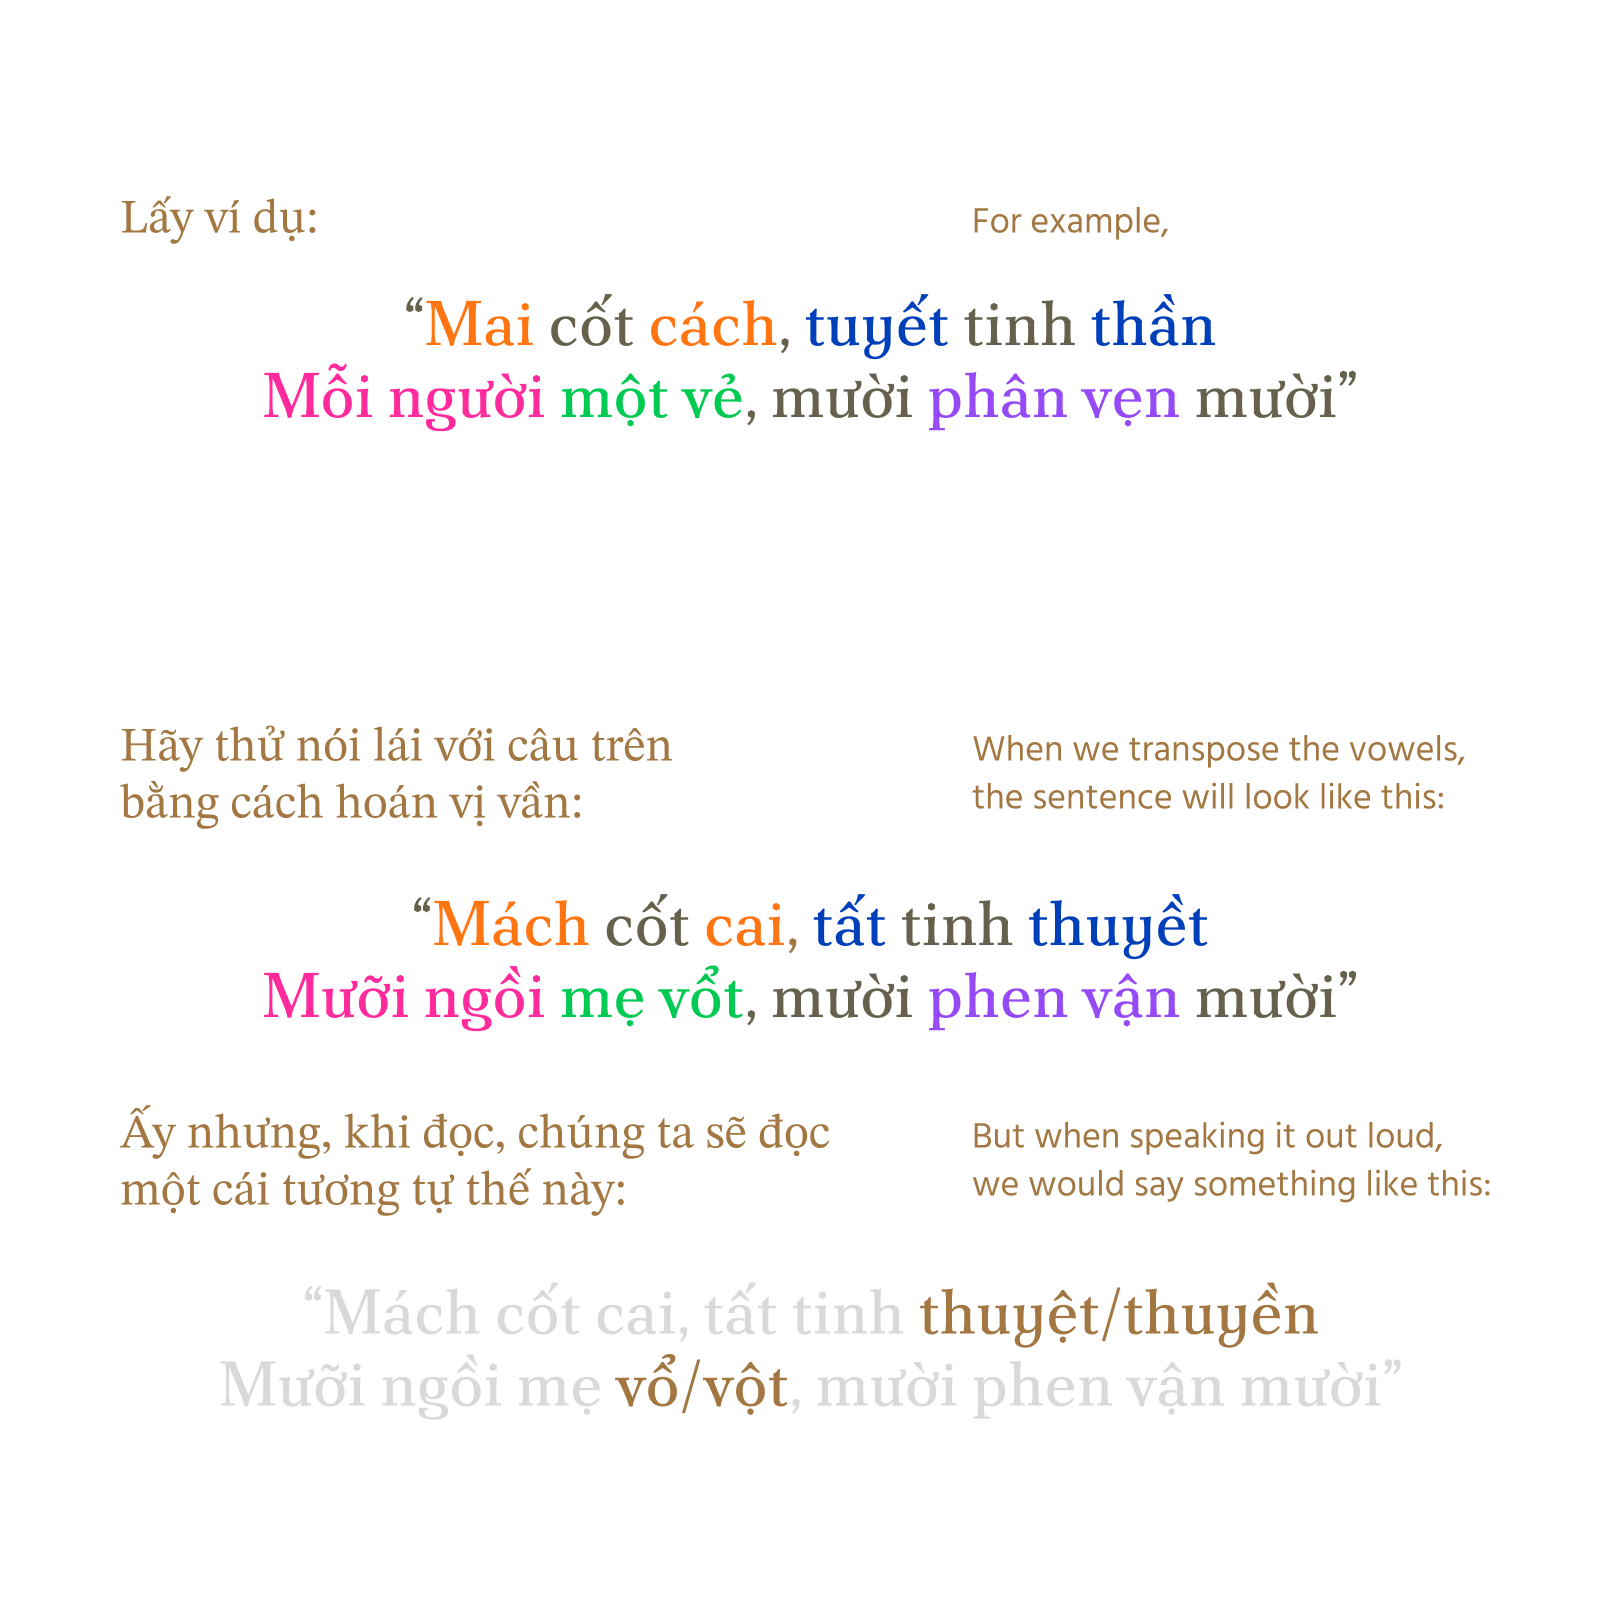 Lấy ví dụ:
For example,
“Mai cốt cách, tuyết tinh thần
Mỗi người một vẻ, mười phân vẹn mười”
Hãy thử nói lái với câu trên
bằng cách hoán vị vần:
When we transpose the vowels,
the sentence will look like this:
“Mách cốt cai, tất tinh thuyềt
Mưỡi ngồi mẹ vổt, mười phen vận mười”
Ấy nhưng, khi đọc, chúng ta sẽ đọc
một cái tương tự thế này:
But when speaking it out loud,
we would say something like this:
“Mách cốt cai, tất tinh thuyệt/thuyền
Mưỡi ngồi mẹ vổ/vột, mười phen vận mười”